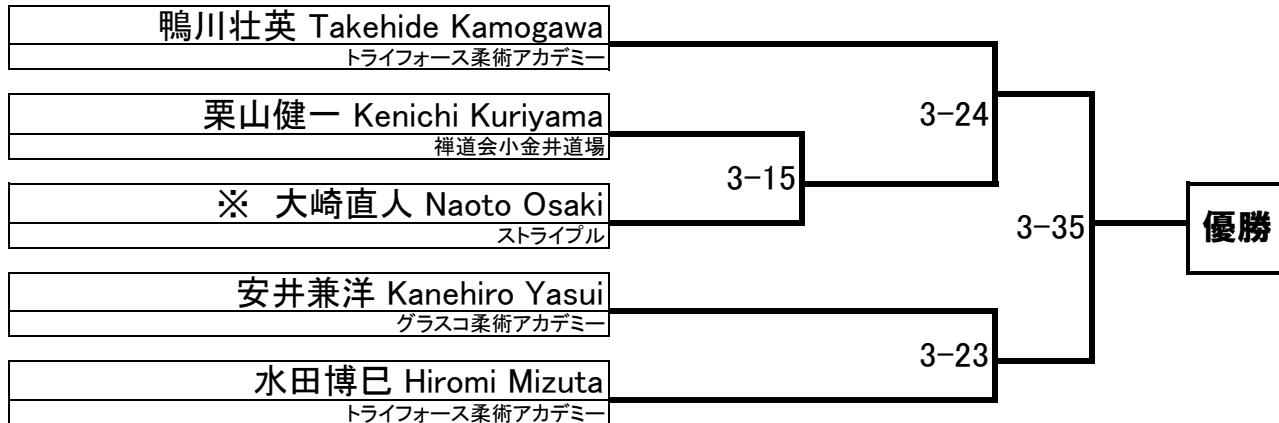 鴨川壮英 Takehide Kamogawa
トライフォース柔術アカデミー
栗山健一 Kenichi Kuriyama
3-24
禅道会小金井道場
3-15
※ 大崎直人 Naoto Osaki
ストライプル
3-35
優勝
安井兼洋 Kanehiro Yasui
グラスコ柔術アカデミー
3-23
水田博巳 Hiromi Mizuta
トライフォース柔術アカデミー